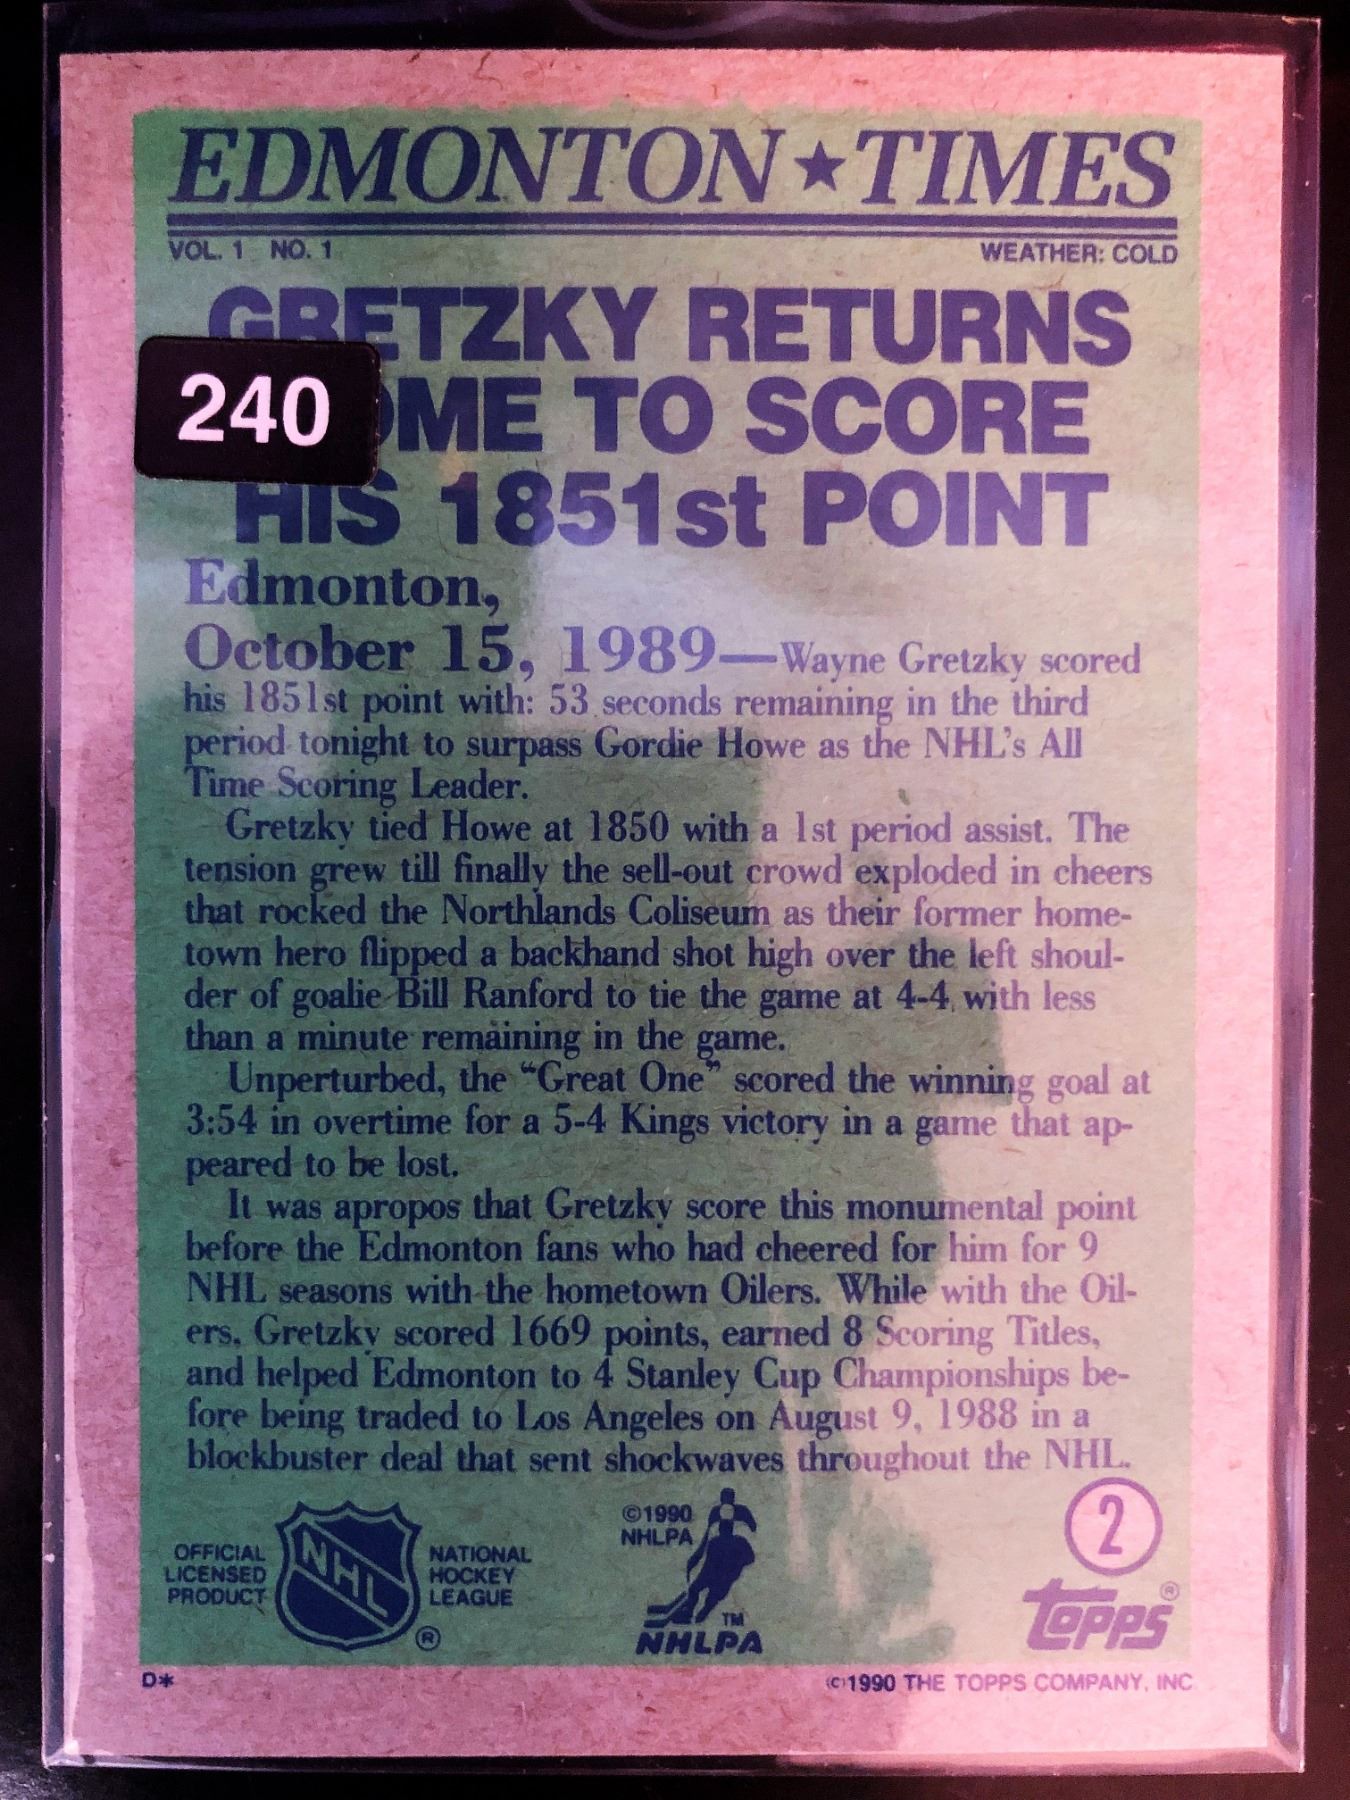 EDMONTON ★ TIMES
VOL. 1 NO. 1 WEATHER: COLD
GRETZKY RETURNS
240
OME TO SCORE
HIS 1851st POINT
Edmonton,
October 15, 1989—Wayne Gretzky scored
his 1851st point with: 53 seconds remaining in the third
period tonight to surpass Gordie Howe as the NHL's All
Time Scoring Leader.
Gretzky tied Howe at 1850 with a 1st period assist. The
tension grew till finally the sell-out crowd exploded in cheers
that rocked the Northlands Coliseum as their former home-
town hero flipped a backhand shot high over the left shoul-
der of goalie Bill Ranford to tie the game at 4-4 with less
than a minute remaining in the game.
Unperturbed, the “Great One” scored the winning goal at
3:54 in overtime for a 5-4 Kings victory in a game that ap-
peared to be lost.
It was apropos that Gretzky score this monumental point
before the Edmonton fans who had cheered for him for 9
NHL seasons with the hometown Oilers. While with the Oil-
ers, Gretzky scored 1669 points, earned 8 Scoring Titles,
and helped Edmonton to 4 Stanley Cup Championships be-
fore being traded to Los Angeles on August 9, 1988 in a
blockbuster deal that sent shockwaves throughout the NHL.
OFFICIAL
LICENSED
PRODUCT
NHL
NATIONAL
HOCKEY
LEAGUE
®
©1990
NHLPA
TM
NHLPA
2
topps®
D* ©1990 THE TOPPS COMPANY, INC